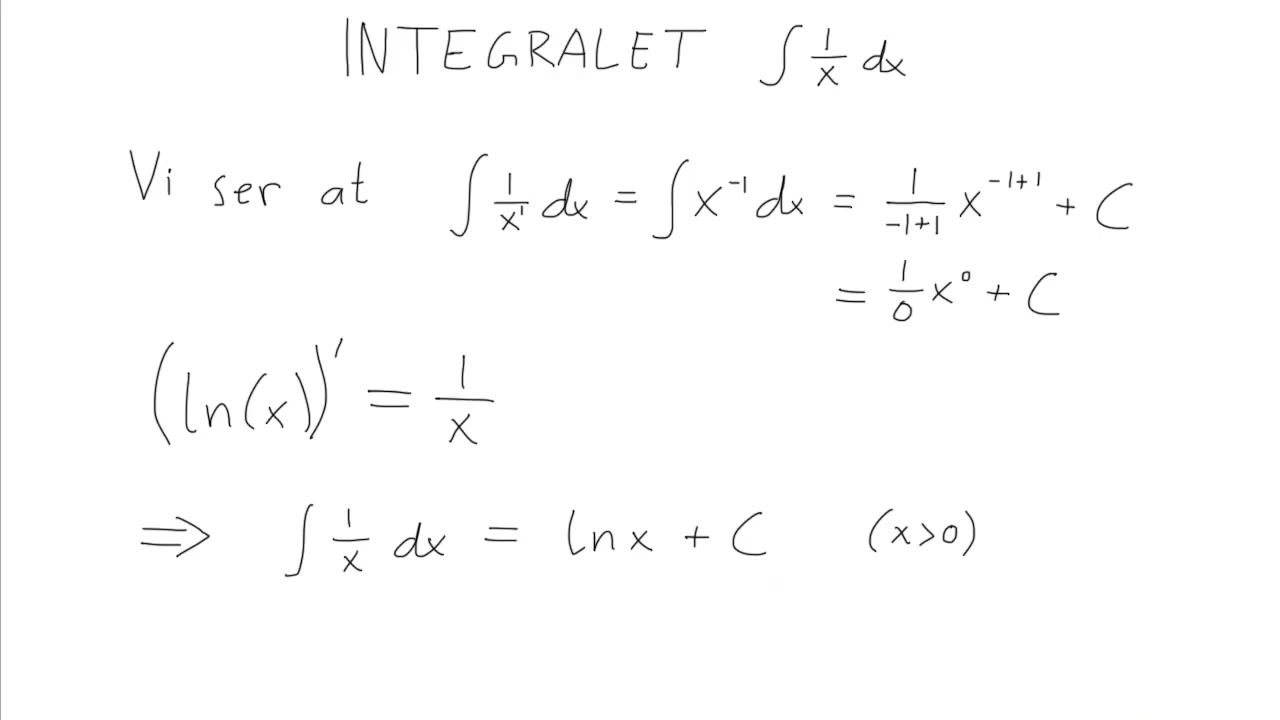 INTEGRALET ∫ 1/x dx
Vi ser at ∫ 1/x¹ dx = ∫ x⁻¹ dx = 1/(-1+1) x⁻¹⁺¹ + C
= 1/0 x⁰ + C
(ln(x))' = 1/x
⇒ ∫ 1/x dx = ln x + C (x>0)